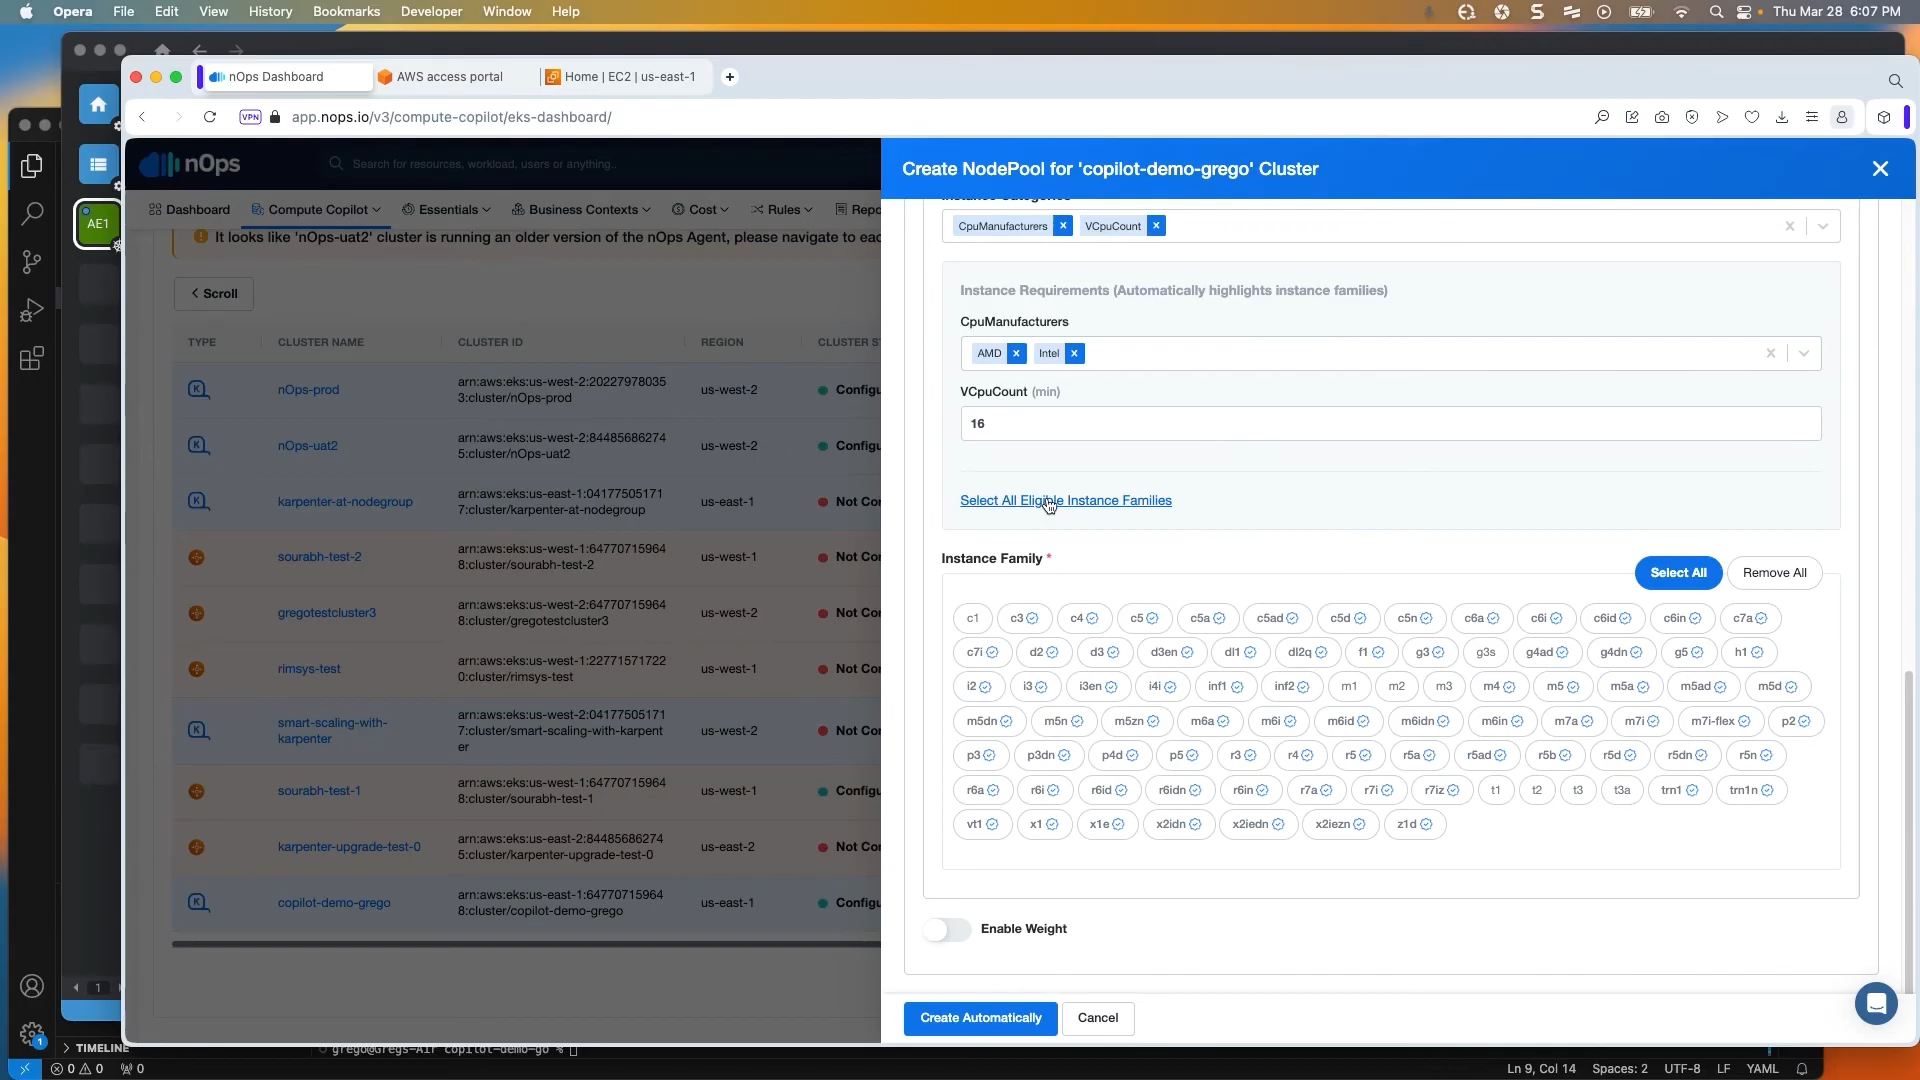 Opera File Edit View History Bookmarks Developer Window Help
Thu Mar 28 6:07 PM
nOps Dashboard
AWS access portal
Home | EC2 | us-east-1
VPN app.nops.io/v3/compute-copilot/eks-dashboard/
AE1
nOps
Search for resources, workload, users or anything..
Dashboard Compute Copilot Essentials Business Contexts Cost Rules Repo
It looks like 'nOps-uat2' cluster is running an older version of the nOps Agent, please navigate to eac
Scroll
TYPE CLUSTER NAME CLUSTER ID REGION CLUSTER S
nOps-prod arn:aws:eks:us-west-2:20227978035 us-west-2 Configu
3:cluster/nOps-prod
nOps-uat2 arn:aws:eks:us-west-2:84485686274 us-west-2 Configu
5:cluster/nOps-uat2
karpenter-at-nodegroup arn:aws:eks:us-east-1:04177505171 us-east-1 Not Con
7:cluster/karpenter-at-nodegroup
sourabh-test-2 arn:aws:eks:us-west-1:64770715964 us-west-1 Not Con
8:cluster/sourabh-test-2
gregotestcluster3 arn:aws:eks:us-west-2:64770715964 us-west-2 Not Con
8:cluster/gregotestcluster3
rimsys-test arn:aws:eks:us-west-1:22771571722 us-west-1 Not Con
0:cluster/rimsys-test
smart-scaling-with-
karpenter
arn:aws:eks:us-west-2:04177505171
7:cluster/smart-scaling-with-karpent
er
us-west-2 Not Con
sourabh-test-1 arn:aws:eks:us-west-1:64770715964 us-west-1 Configu
8:cluster/sourabh-test-1
karpenter-upgrade-test-0 arn:aws:eks:us-east-2:84485686274 us-east-2 Not Con
5:cluster/karpenter-upgrade-test-0
copilot-demo-grego arn:aws:eks:us-east-1:64770715964 us-east-1 Configu
8:cluster/copilot-demo-grego
Create NodePool for 'copilot-demo-grego' Cluster
CpuManufacturers VCpuCount
Instance Requirements (Automatically highlights instance families)
CpuManufacturers
AMD Intel
VCpuCount (min)
16
Select All Eligible Instance Families
Instance Family *
Select All Remove All
c1 c3 c4 c5 c5a c5ad c5d c5n c6a c6i c6id c6in c7a
c7i d2 d3 d3en dl1 dl2q f1 g3 g3s g4ad g4dn g5 h1
i2 i3 i3en i4i inf1 inf2 m1 m2 m3 m4 m5 m5a m5ad m5d
m5dn m5n m5zn m6a m6i m6id m6idn m6in m7a m7i m7i-flex p2
p3 p3dn p4d p5 r3 r4 r5 r5a r5ad r5b r5d r5dn r5n
r6a r6i r6id r6idn r6in r7a r7i r7iz t1 t2 t3 t3a trn1 trn1n
vt1 x1 x1e x2idn x2iedn x2iezn z1d
Enable Weight
Create Automatically Cancel
1
1
TIMELINE
grego@Gregs-Air copilot-demo-go %
0 0 0
Ln 9, Col 14 Spaces: 2 UTF-8 LF YAML